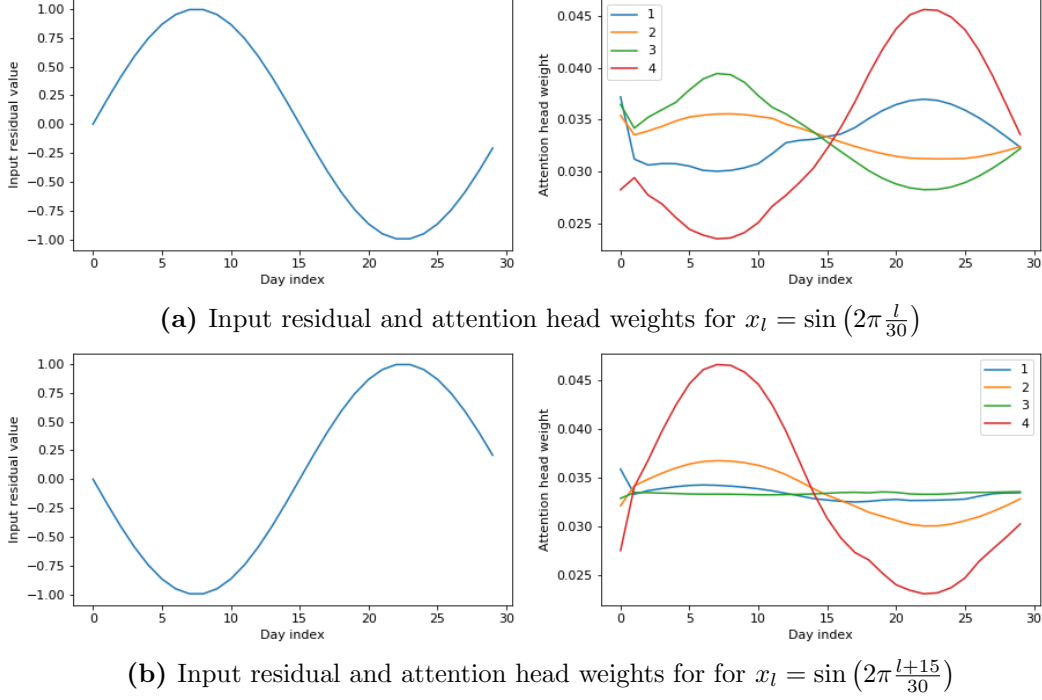 1.00
0.75
0.50
0.25
0.00
−0.25
−0.50
−0.75
−1.00
Input residual value
0 5 10 15 20 25 30
Day index
0.045
0.040
0.035
0.030
0.025
Attention head weight
1
2
3
4
0 5 10 15 20 25 30
Day index
(a) Input residual and attention head weights for x_l = sin (2π l/30)
1.00
0.75
0.50
0.25
0.00
−0.25
−0.50
−0.75
−1.00
Input residual value
0 5 10 15 20 25 30
Day index
0.045
0.040
0.035
0.030
0.025
Attention head weight
1
2
3
4
0 5 10 15 20 25 30
Day index
(b) Input residual and attention head weights for for x_l = sin (2π l+15/30)